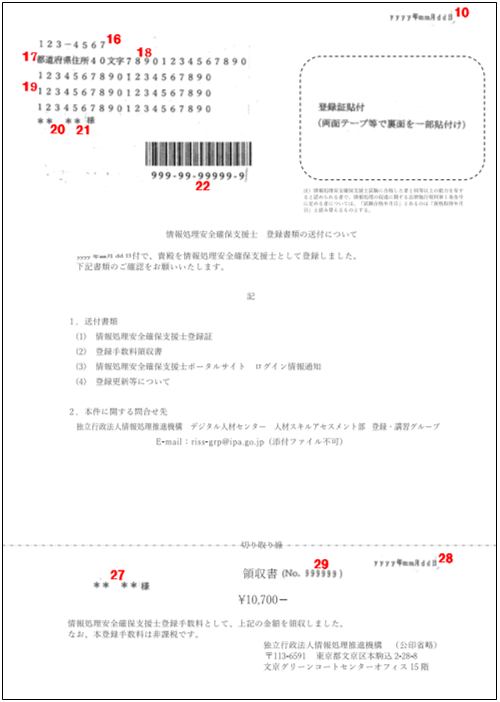 yyyy年mm月dd日 10
123-4567 16
17 都道府県住所40文字78901234567890 18
12345678901234567890
19 12345678901234567890
12345678901234567890
** ** 様
20 21
登録証貼付
(両面テープ等で裏面を一部貼付け)
999-99-99999-9
22
情報処理安全確保支援士 登録書類の送付について
yyyy年mm月dd日付で、貴殿を情報処理安全確保支援士として登録しました。
下記書類のご確認をお願いいたします。
記
1.送付書類
(1) 情報処理安全確保支援士登録証
(2) 登録手数料領収書
(3) 情報処理安全確保支援士ポータルサイト ログイン情報通知
(4) 登録更新等について
2.本件に関する問合せ先
独立行政法人情報処理推進機構 デジタル人材センター 人材スキルアセスメント部 登録・講習グループ
E-mail:riss-grp@ipa.go.jp(添付ファイル不可)
切り取り線
27
** ** 様
29
領収書(No. 999999)
yyyy年mm月dd日 28
¥10,700-
情報処理安全確保支援士登録手数料として、上記の金額を領収しました。
なお、本登録手数料は非課税です。
独立行政法人情報処理推進機構 (公印省略)
〒113-6591 東京都文京区本駒込2-28-8
文京グリーンコートセンターオフィス15階